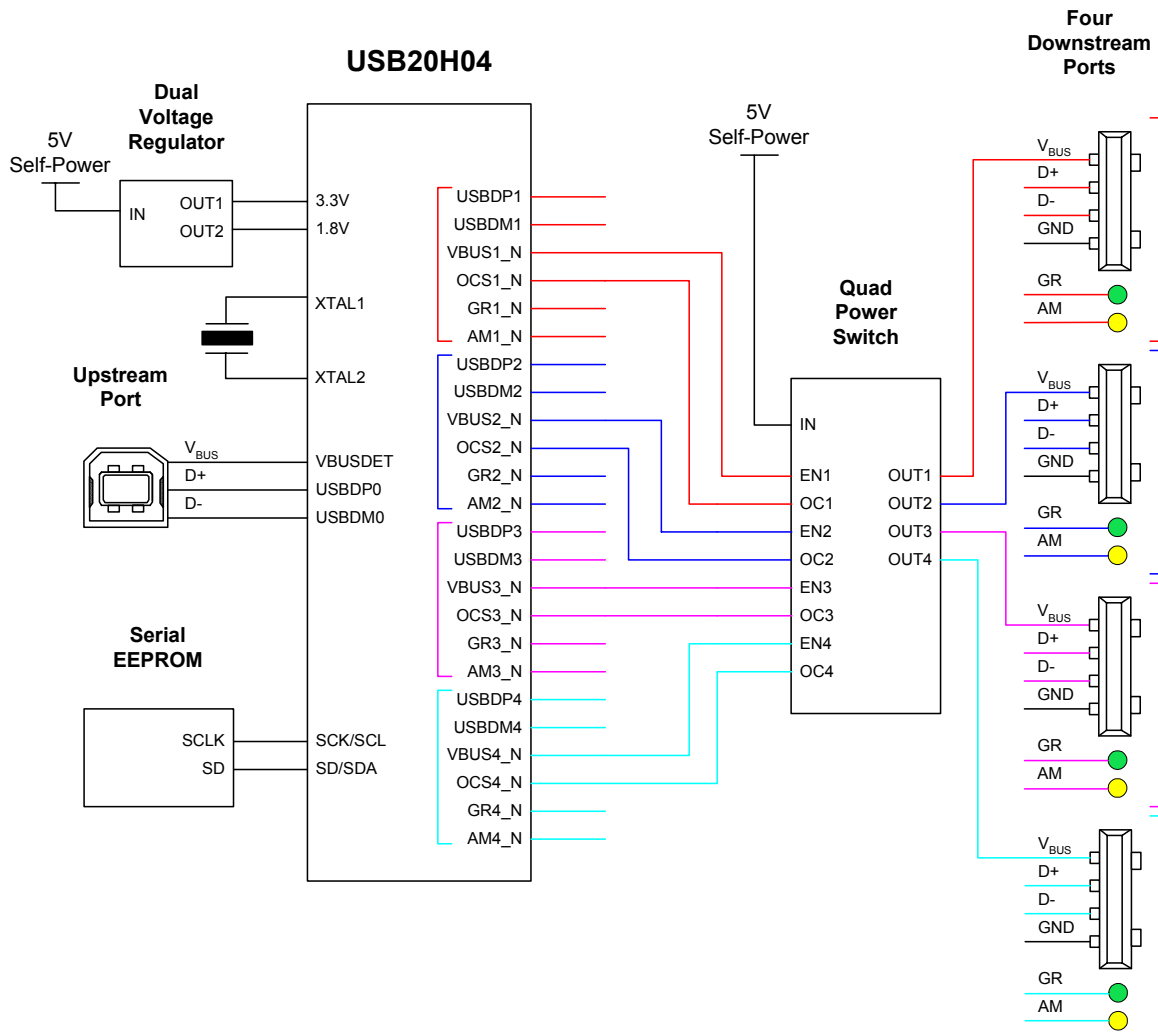 USB20H04
Four
Downstream
Ports
Dual
Voltage
Regulator
5V
Self-Power
IN
OUT1
OUT2
3.3V
1.8V
XTAL1
XTAL2
Upstream
Port
VBUS
D+
D-
VBUSDET
USBDP0
USBDM0
Serial
EEPROM
SCLK
SD
SCK/SCL
SD/SDA
USBDP1
USBDM1
VBUS1_N
OCS1_N
GR1_N
AM1_N
USBDP2
USBDM2
VBUS2_N
OCS2_N
GR2_N
AM2_N
USBDP3
USBDM3
VBUS3_N
OCS3_N
GR3_N
AM3_N
USBDP4
USBDM4
VBUS4_N
OCS4_N
GR4_N
AM4_N
5V
Self-Power
Quad
Power
Switch
IN
EN1
OC1
EN2
OC2
EN3
OC3
EN4
OC4
OUT1
OUT2
OUT3
OUT4
VBUS
D+
D-
GND
GR
AM
VBUS
D+
D-
GND
GR
AM
VBUS
D+
D-
GND
GR
AM
VBUS
D+
D-
GND
GR
AM